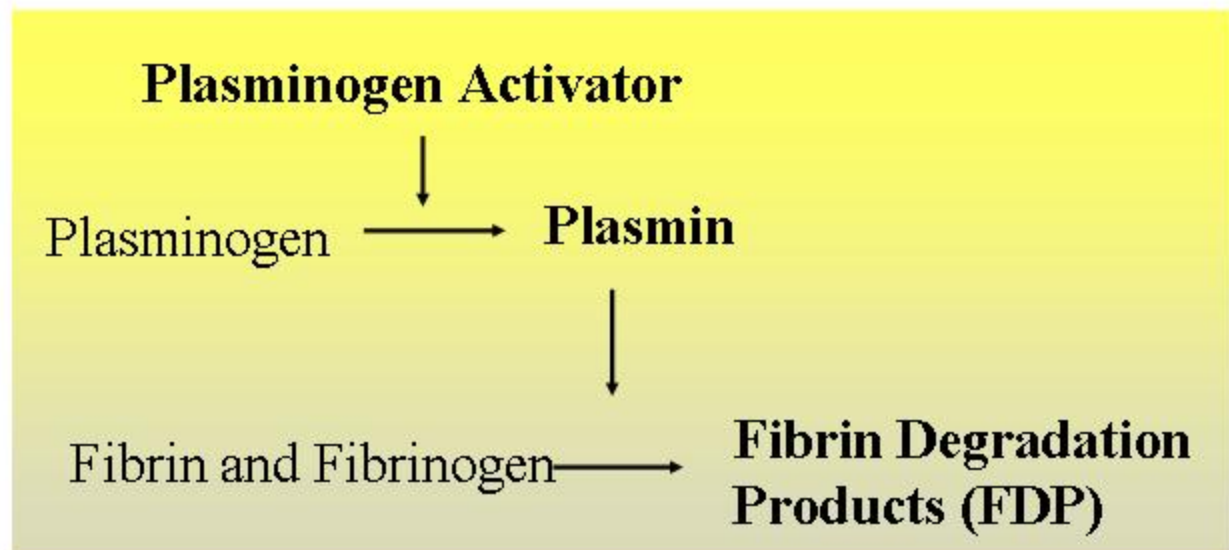 Plasminogen Activator
Plasminogen
Plasmin
Fibrin and Fibrinogen
Fibrin Degradation
Products (FDP)